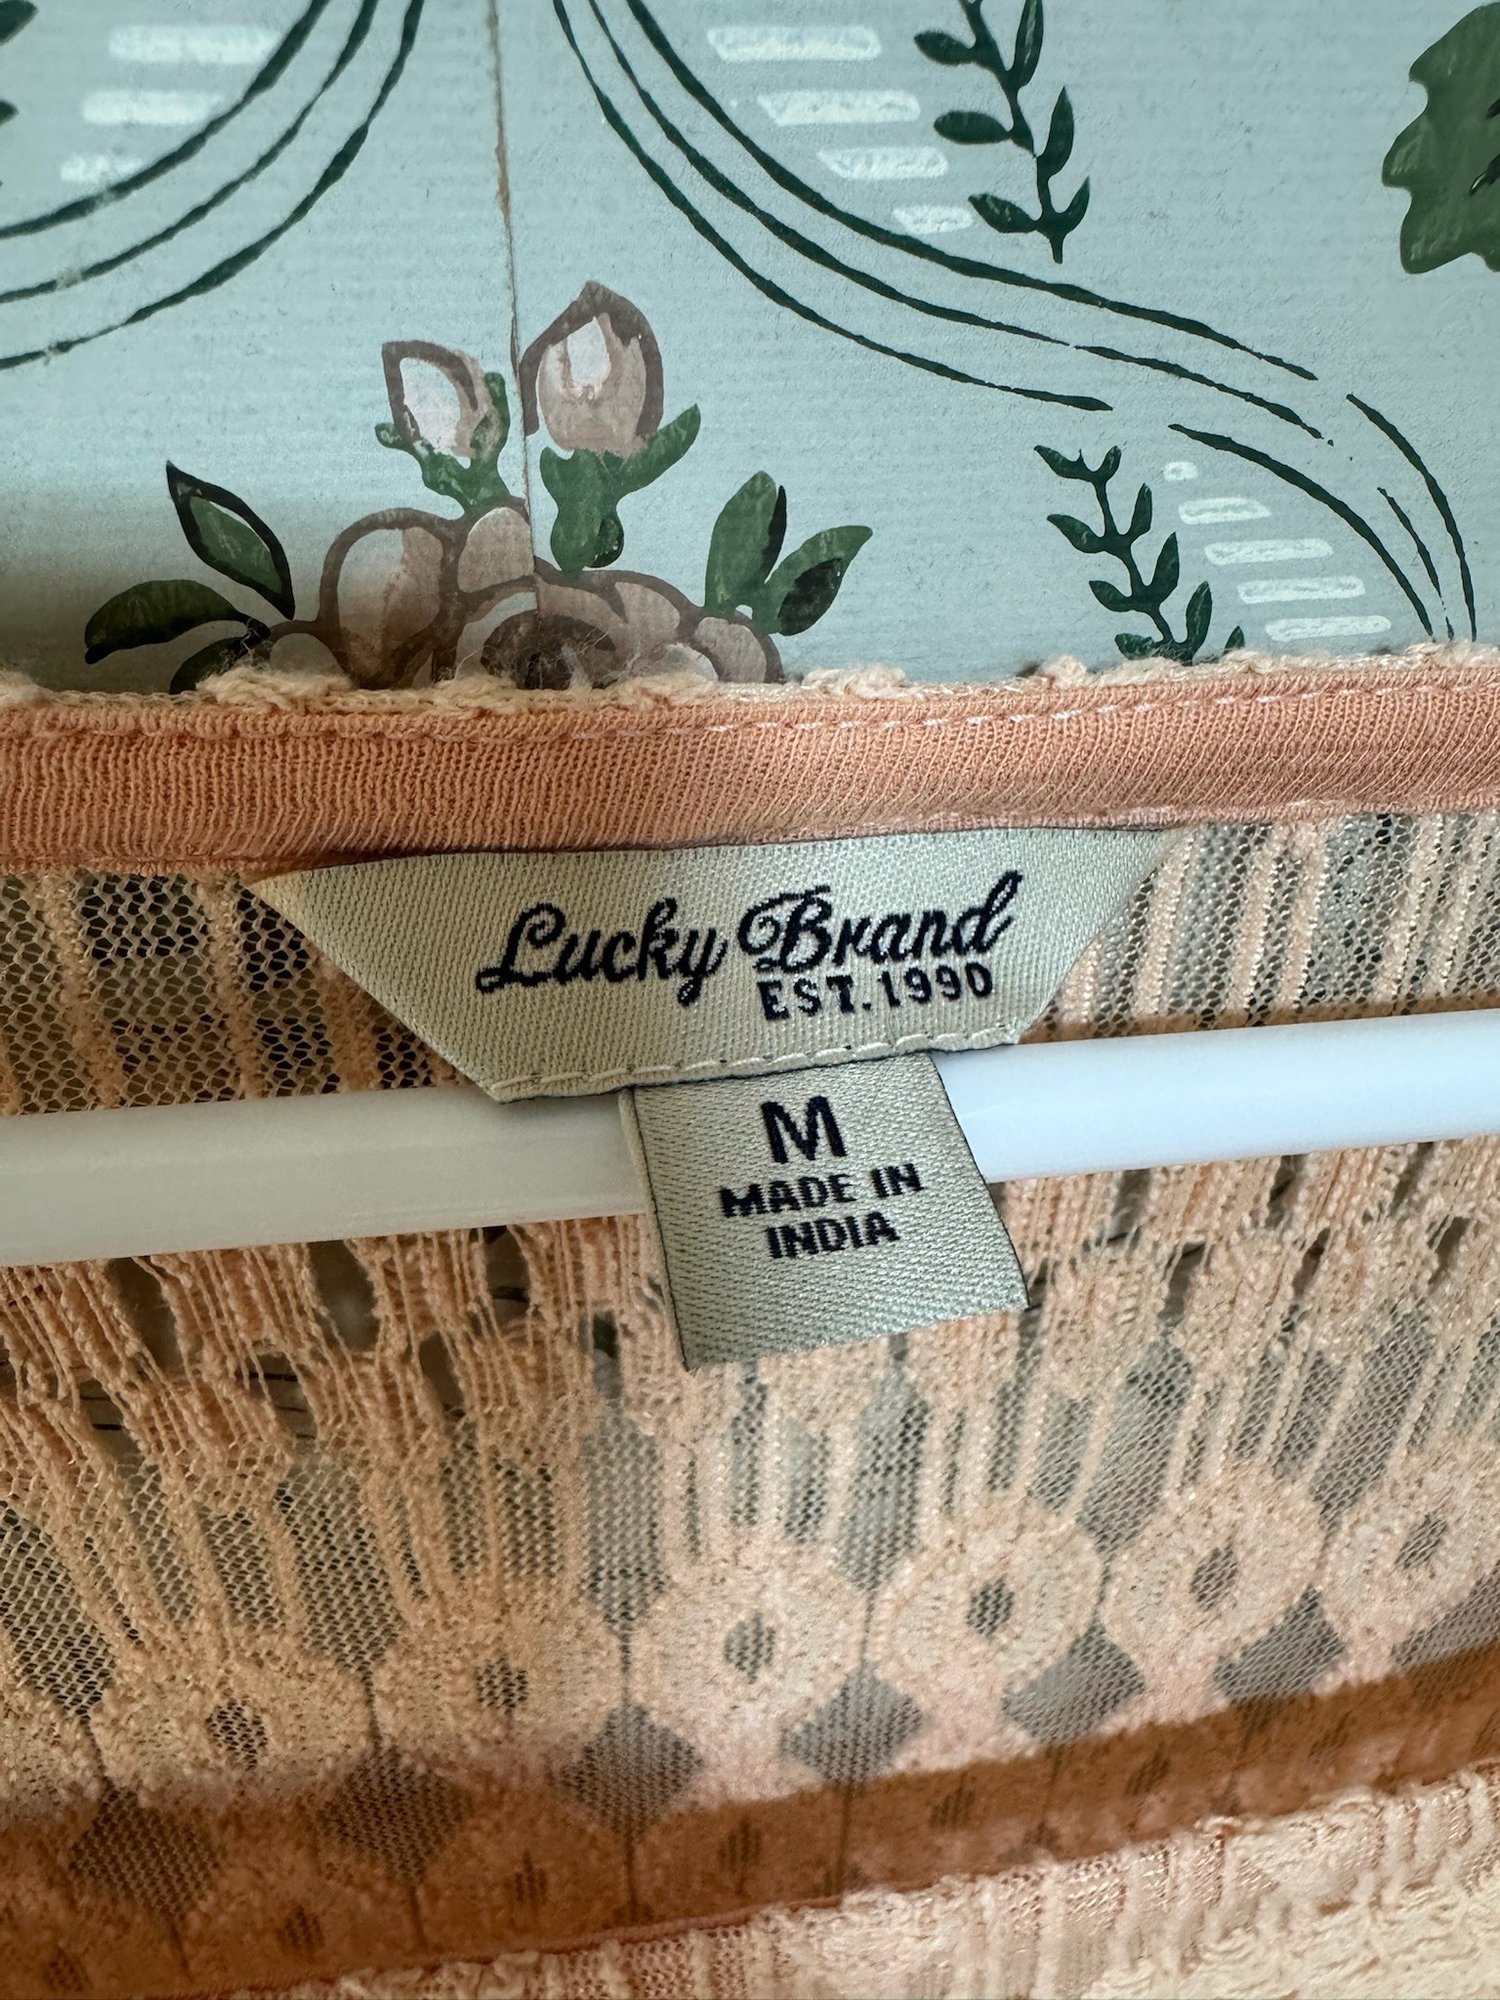 Lucky Brand
EST. 1990
M
MADE IN
INDIA